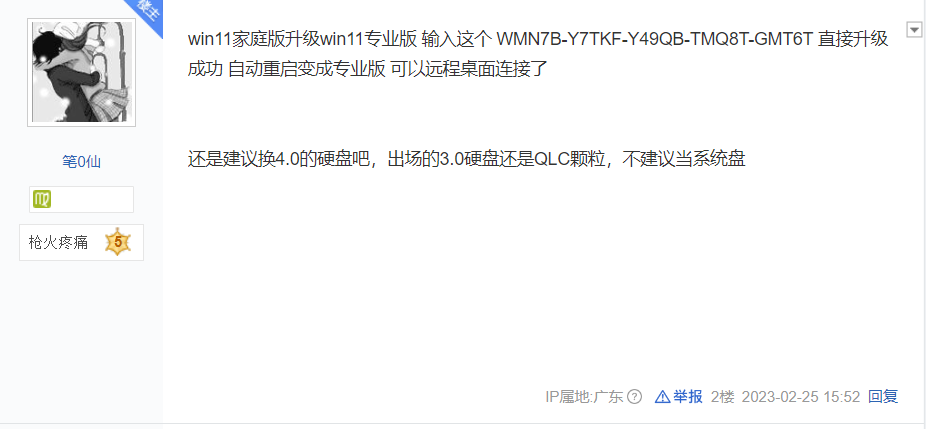 楼主
win11家庭版升级win11专业版 输入这个 WMN7B-Y7TKF-Y49QB-TMQ8T-GMT6T 直接升级
成功 自动重启变成专业版 可以远程桌面连接了
还是建议换4.0的硬盘吧，出场的3.0硬盘还是QLC颗粒，不建议当系统盘
笔0仙
枪火疼痛 5
IP属地:广东 ? 举报 2楼 2023-02-25 15:52 回复